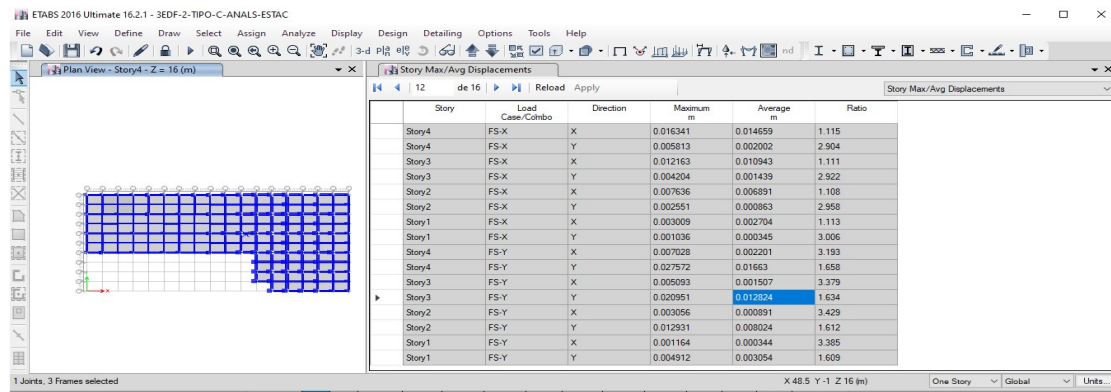 ETABS 2016 Ultimate 16.2.1 - 3EDF-2-TIPO-C-ANALS-ESTAC
File Edit View Define Draw Select Assign Analyze Display Design Detailing Options Tools Help
3-d nd
Plan View - Story4 - Z = 16 (m)
Story Max/Avg Displacements
12 de 16 Reload Apply Story Max/Avg Displacements
Story Load Case/Combo Direction Maximum m Average m Ratio
Story4 FS-X X 0.016341 0.014659 1.115
Story4 FS-X Y 0.005813 0.002002 2.904
Story3 FS-X X 0.012163 0.010943 1.111
Story3 FS-X Y 0.004204 0.001439 2.922
Story2 FS-X X 0.007636 0.006891 1.108
Story2 FS-X Y 0.002551 0.000863 2.958
Story1 FS-X X 0.003009 0.002704 1.113
Story1 FS-X Y 0.001036 0.000345 3.006
Story4 FS-Y X 0.007028 0.002201 3.193
Story4 FS-Y Y 0.027572 0.01663 1.658
Story3 FS-Y X 0.005093 0.001507 3.379
Story3 FS-Y Y 0.020951 0.012824 1.634
Story2 FS-Y X 0.003056 0.000891 3.429
Story2 FS-Y Y 0.012931 0.008024 1.612
Story1 FS-Y X 0.001164 0.000344 3.385
Story1 FS-Y Y 0.004912 0.003054 1.609
1 Joints, 3 Frames selected
X 48.5 Y -1 Z 16 (m) One Story Global Units...